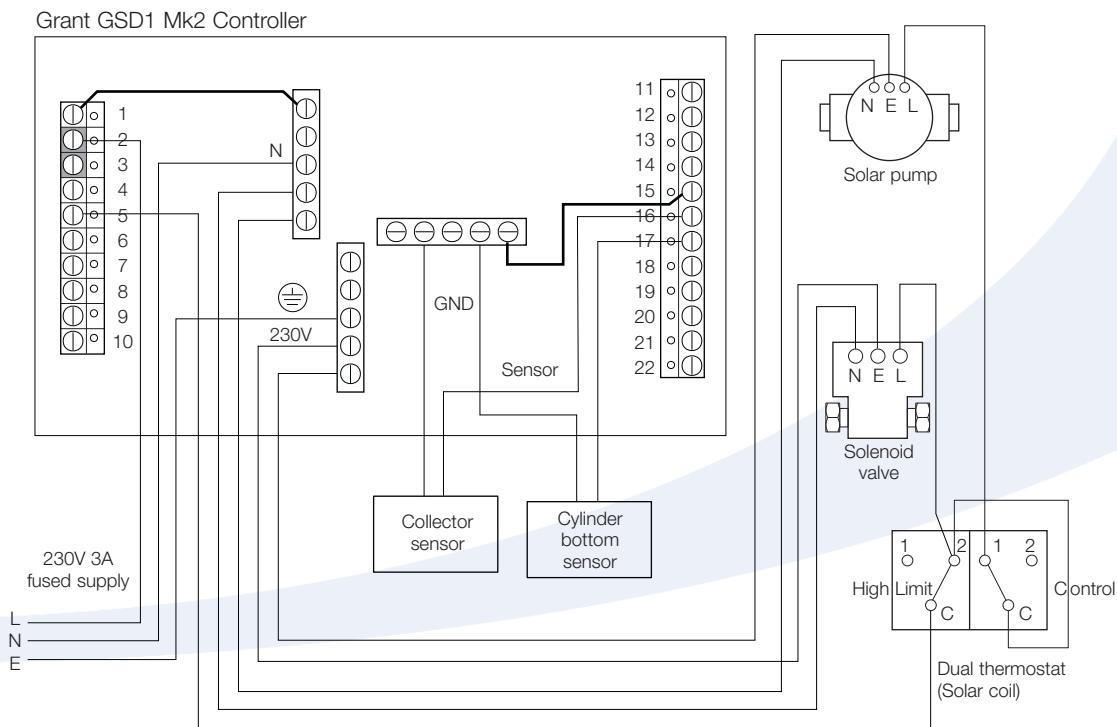 Grant GSD1 Mk2 Controller
1
2
3
4
5
6
7
8
9
10
N
GND
230V
Sensor
11
12
13
14
15
16
17
18
19
20
21
22
N E L
Solar pump
N E L
Solenoid
valve
Collector
sensor
Cylinder
bottom
sensor
230V 3A
fused supply
L
N
E
1 2 1 2
High Limit
Control
C C
Dual thermostat
(Solar coil)